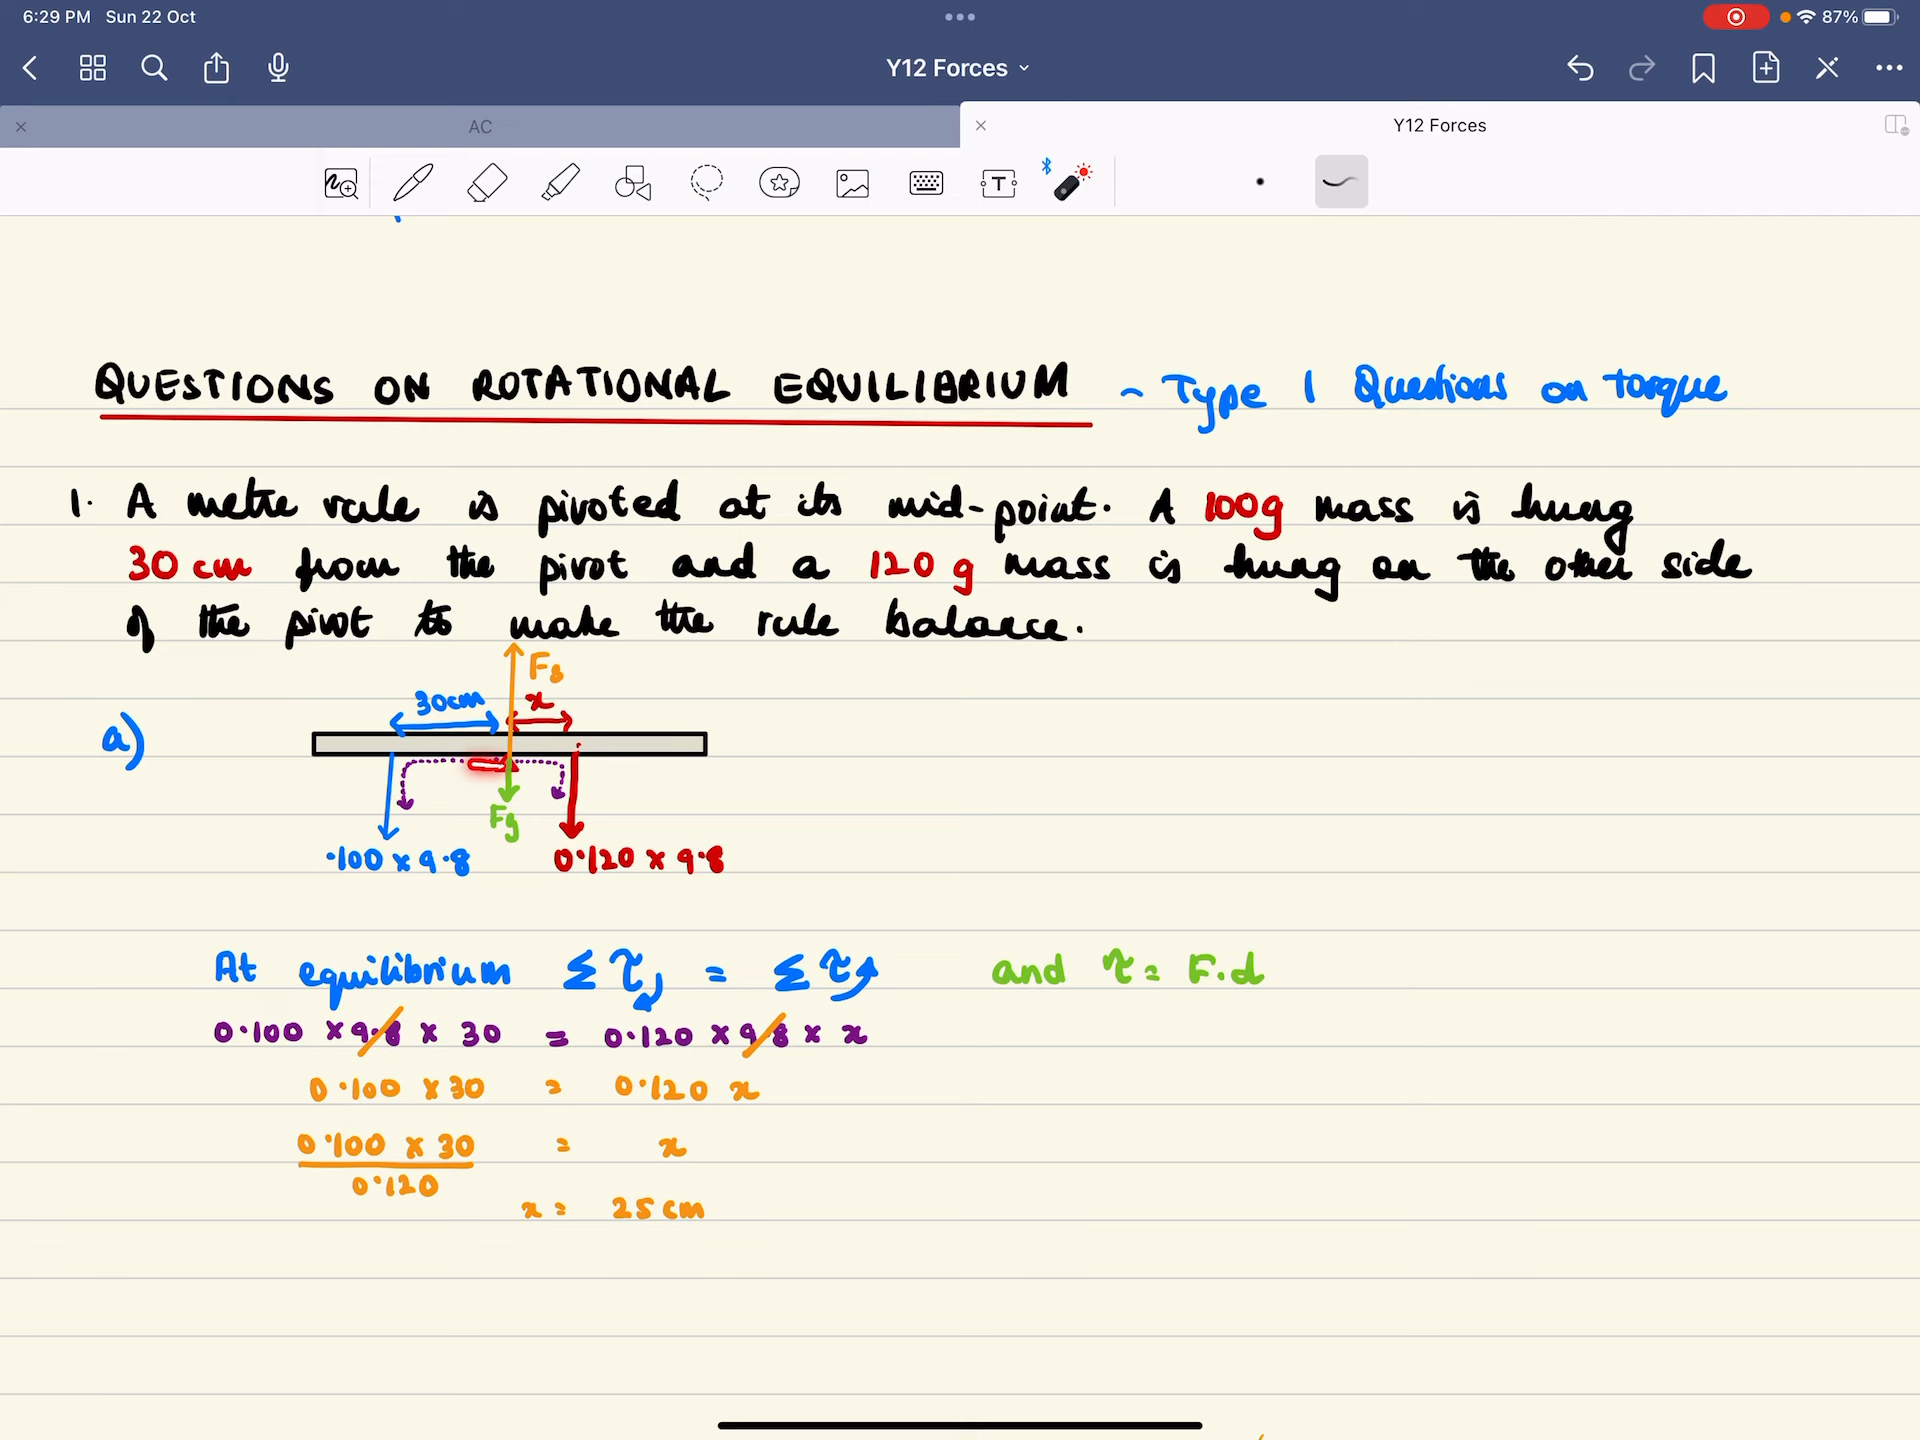 6:29 PM Sun 22 Oct
87%
Y12 Forces
AC
Y12 Forces
T
QUESTIONS ON ROTATIONAL EQUILIBRIUM ~ Type 1 Questions on torque
1. A metre rule is pivoted at its mid-point. A 100g mass is hung
30 cm from the pivot and a 120 g mass is hung on the other side
of the pivot to make the rule balance.
Fs
30cm x
a)
Fg
.100 x 9.8 0.120 x 9.8
At equilibrium Σ τ = Σ τ and τ = F.d
0.100 x 9.8 x 30 = 0.120 x 9.8 x x
0.100 x 30 = 0.120 x
0.100 x 30 = x
0.120
x = 25 cm